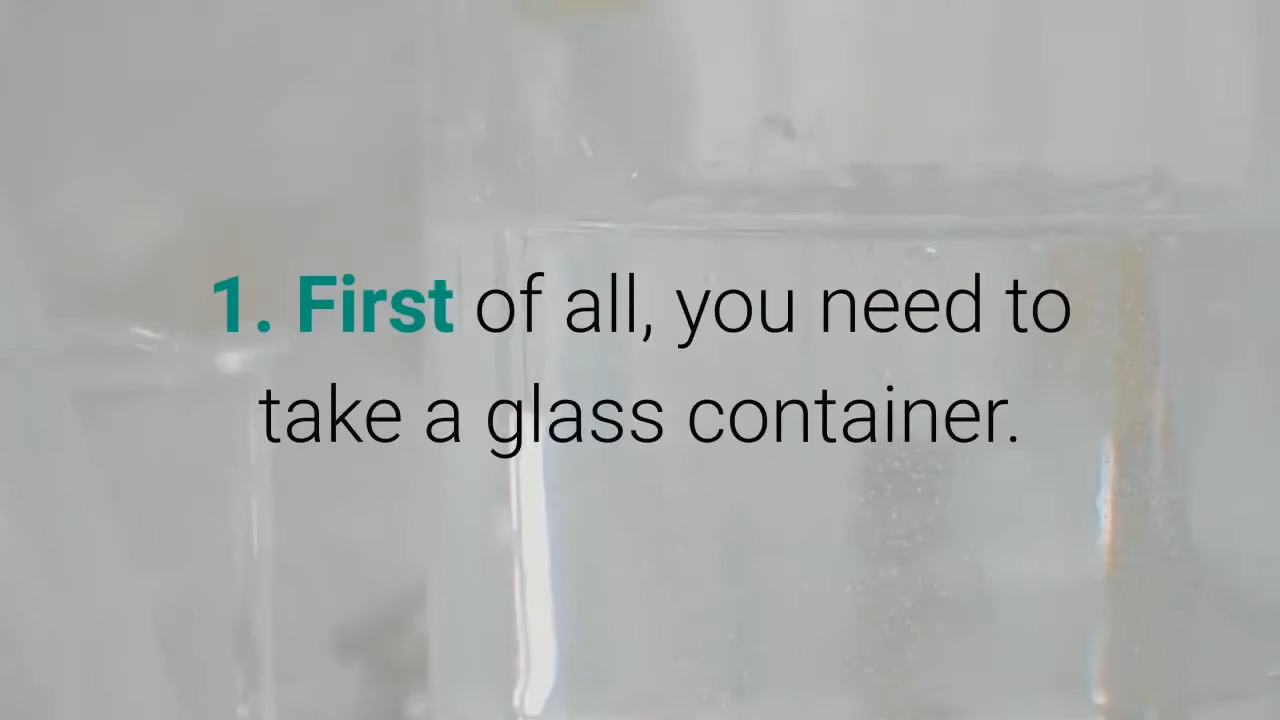 1. First of all, you need to
take a glass container.